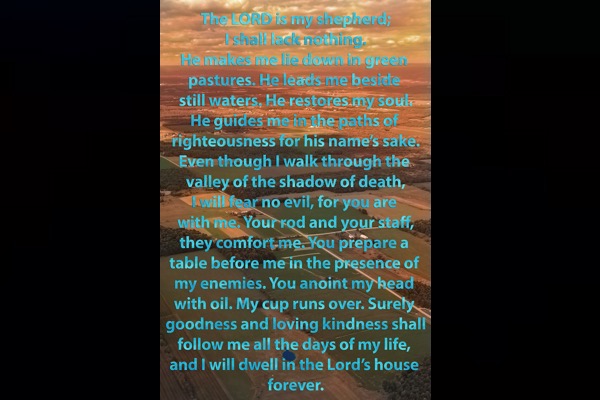 The LORD is my shepherd;
I shall lack nothing.
He makes me lie down in green
pastures. He leads me beside
still waters. He restores my soul.
He guides me in the paths of
righteousness for his name's sake.
Even though I walk through the
valley of the shadow of death,
I will fear no evil, for you are
with me. Your rod and your staff,
they comfort me. You prepare a
table before me in the presence of
my enemies. You anoint my head
with oil. My cup runs over. Surely
goodness and loving kindness shall
follow me all the days of my life,
and I will dwell in the Lord's house
forever.